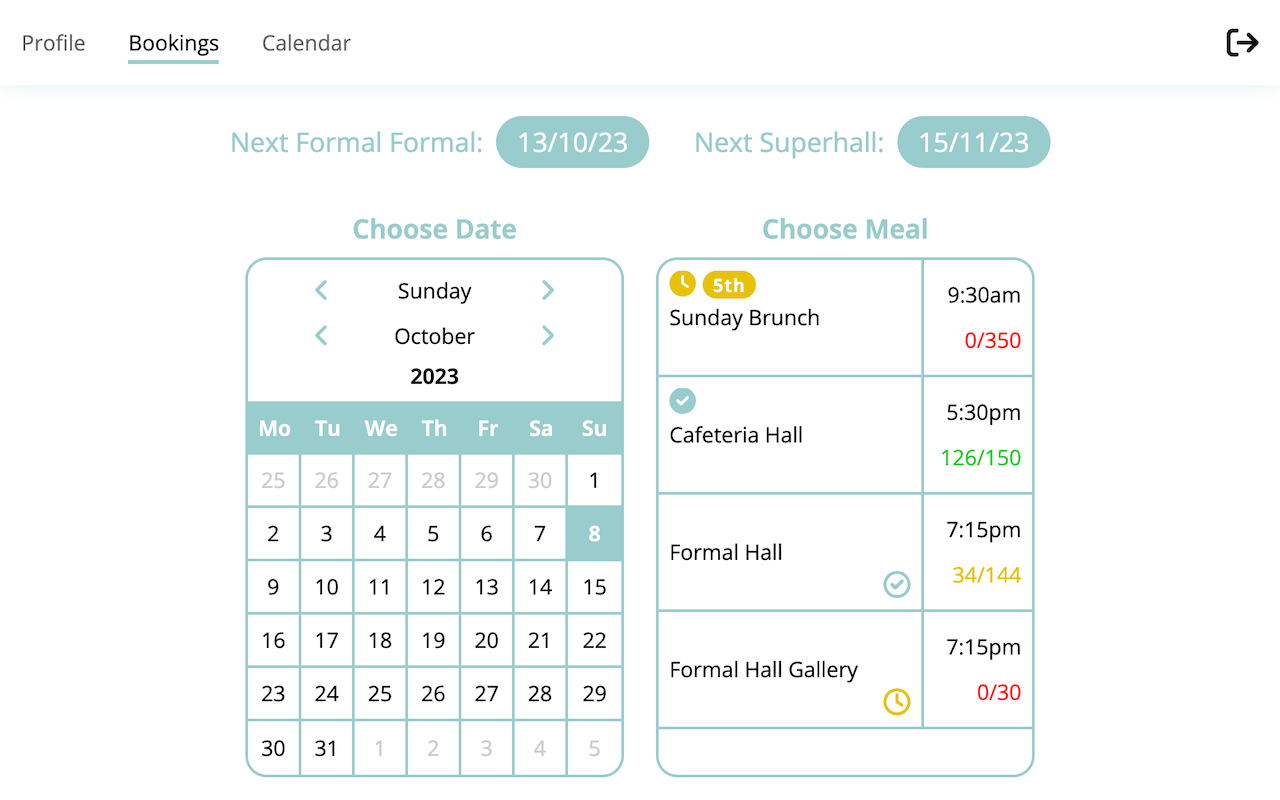 Profile Bookings Calendar
Next Formal Formal: 13/10/23 Next Superhall: 15/11/23
Choose Date
Sunday
October
2023
Mo Tu We Th Fr Sa Su
25 26 27 28 29 30 1
2 3 4 5 6 7 8
9 10 11 12 13 14 15
16 17 18 19 20 21 22
23 24 25 26 27 28 29
30 31 1 2 3 4 5
Choose Meal
5th
Sunday Brunch
9:30am
0/350
Cafeteria Hall
5:30pm
126/150
Formal Hall
7:15pm
34/144
Formal Hall Gallery
7:15pm
0/30